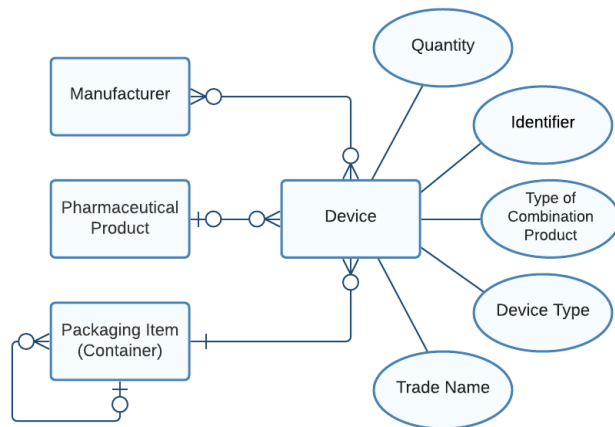 Quantity
Manufacturer
Identifier
Pharmaceutical
Product
Device
Type of
Combination
Product
Device Type
Packaging Item
(Container)
Trade Name